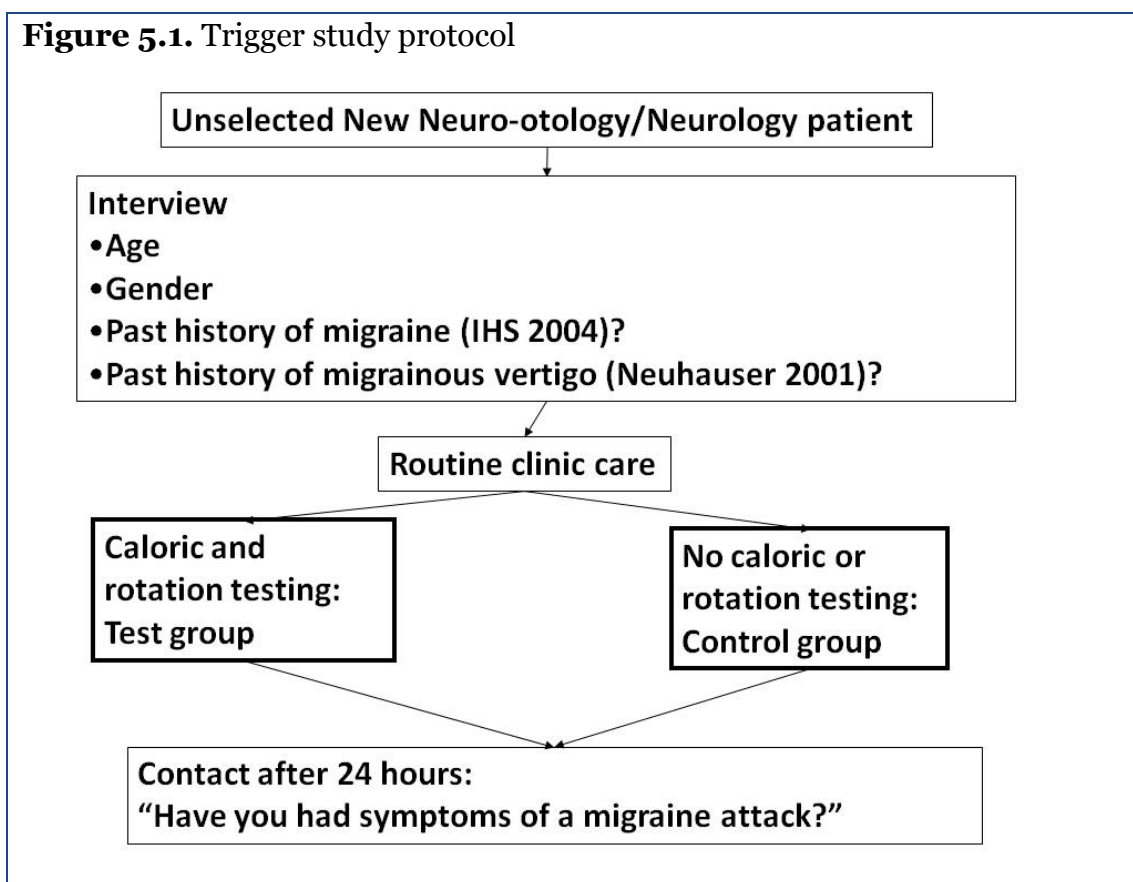 Figure 5.1. Trigger study protocol
Unselected New Neuro-otology/Neurology patient
Interview
•Age
•Gender
•Past history of migraine (IHS 2004)?
•Past history of migrainous vertigo (Neuhauser 2001)?
Routine clinic care
Caloric and
rotation testing:
Test group
No caloric or
rotation testing:
Control group
Contact after 24 hours:
“Have you had symptoms of a migraine attack?”